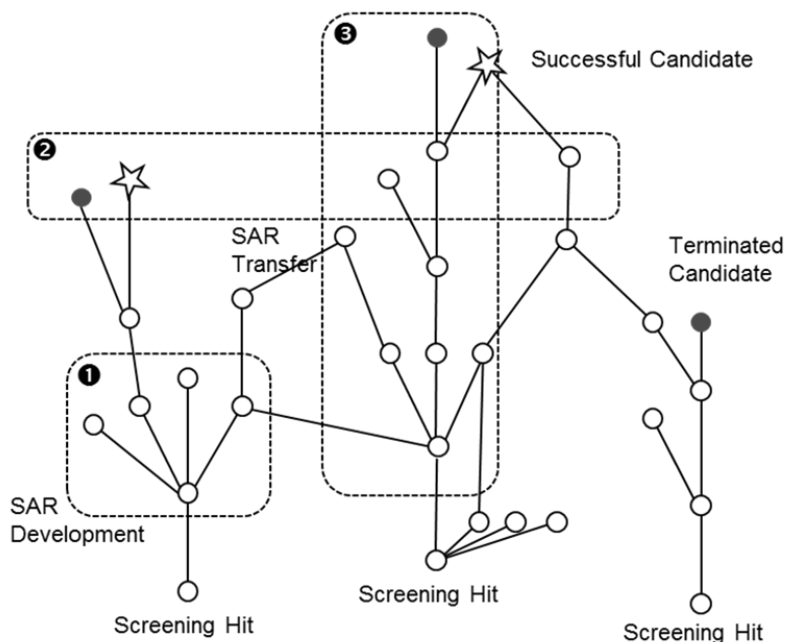 ❸
Successful Candidate
❷
SAR
Transfer
Terminated
Candidate
❶
SAR
Development
Screening Hit
Screening Hit
Screening Hit